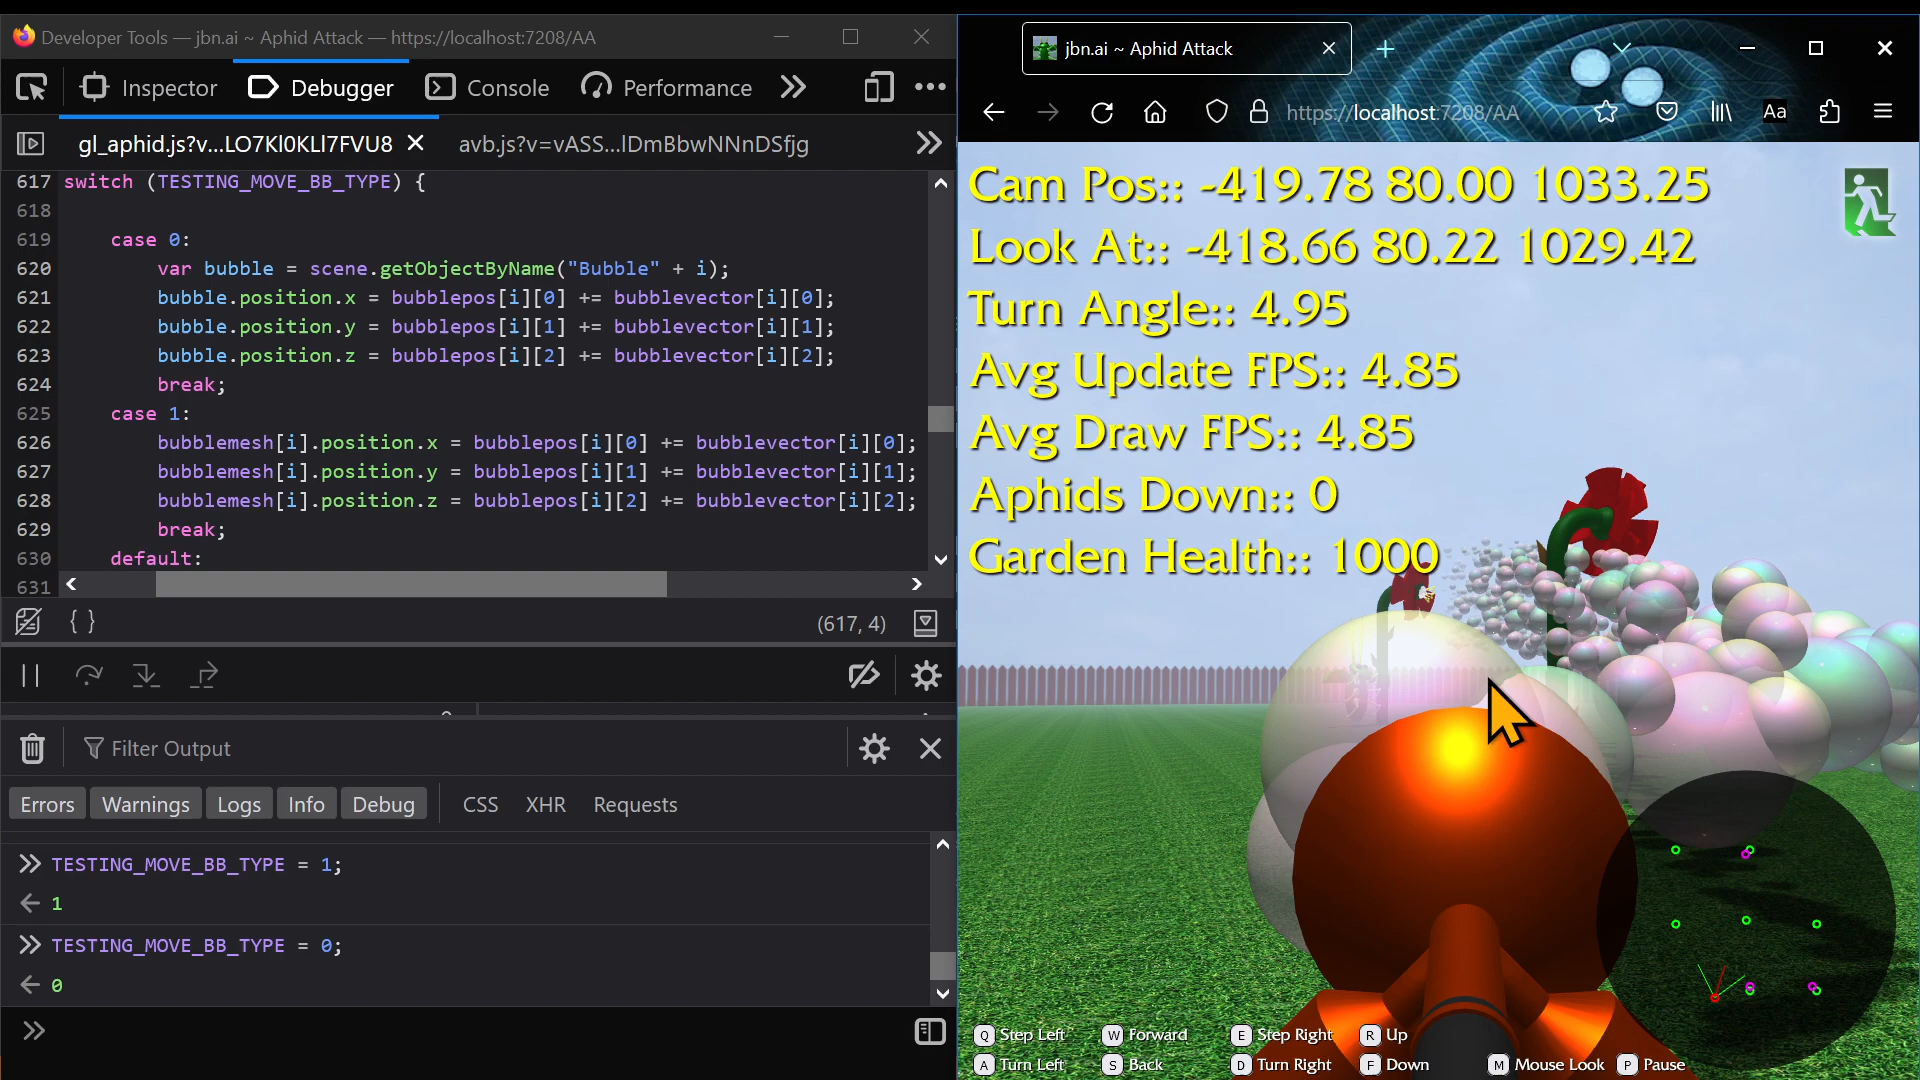 Developer Tools — jbn.ai ~ Aphid Attack — https://localhost:7208/AA
Inspector Debugger Console Performance
gl_aphid.js?v...LO7Kl0KLl7FVU8 avb.js?v=vASS...lDmBbwNNnDSfjg
617 switch (TESTING_MOVE_BB_TYPE) {
618
619 case 0:
620 var bubble = scene.getObjectByName("Bubble" + i);
621 bubble.position.x = bubblepos[i][0] += bubblevector[i][0];
622 bubble.position.y = bubblepos[i][1] += bubblevector[i][1];
623 bubble.position.z = bubblepos[i][2] += bubblevector[i][2];
624 break;
625 case 1:
626 bubblemesh[i].position.x = bubblepos[i][0] += bubblevector[i][0];
627 bubblemesh[i].position.y = bubblepos[i][1] += bubblevector[i][1];
628 bubblemesh[i].position.z = bubblepos[i][2] += bubblevector[i][2];
629 break;
630 default:
631
{ } (617, 4)
Filter Output
Errors Warnings Logs Info Debug CSS XHR Requests
>> TESTING_MOVE_BB_TYPE = 1;
← 1
>> TESTING_MOVE_BB_TYPE = 0;
← 0
>>
jbn.ai ~ Aphid Attack
https://localhost:7208/AA Aa
Cam Pos:: -419.78 80.00 1033.25
Look At:: -418.66 80.22 1029.42
Turn Angle:: 4.95
Avg Update FPS:: 4.85
Avg Draw FPS:: 4.85
Aphids Down:: 0
Garden Health:: 1000
Q Step Left W Forward E Step Right R Up
A Turn Left S Back D Turn Right F Down M Mouse Look P Pause